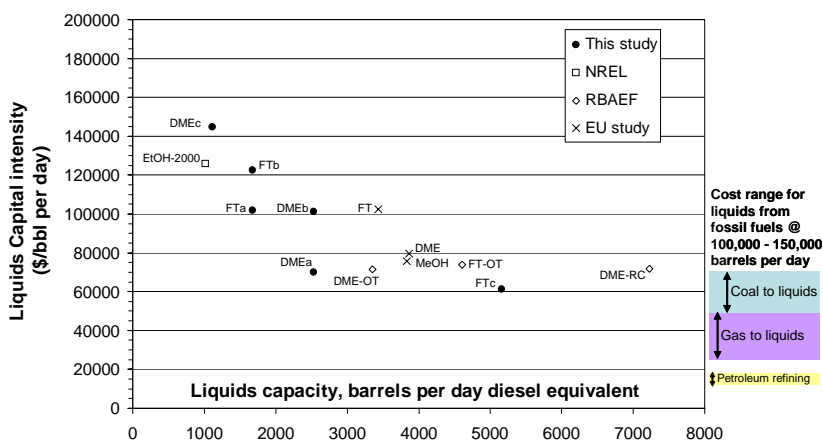 Liquids Capital intensity
($/bbl per day)
200000
180000
160000
140000
120000
100000
80000
60000
40000
20000
0
This study
NREL
RBAEF
EU study
DMEc
EtOH-2000
FTb
FTa
DMEb
FT
DMEa
DME-OT
DME
MeOH
FT-OT
FTc
DME-RC
Liquids capacity, barrels per day diesel equivalent
0 1000 2000 3000 4000 5000 6000 7000 8000
Cost range for
liquids from
fossil fuels @
100,000 - 150,000
barrels per day
Coal to liquids
Gas to liquids
Petroleum refining